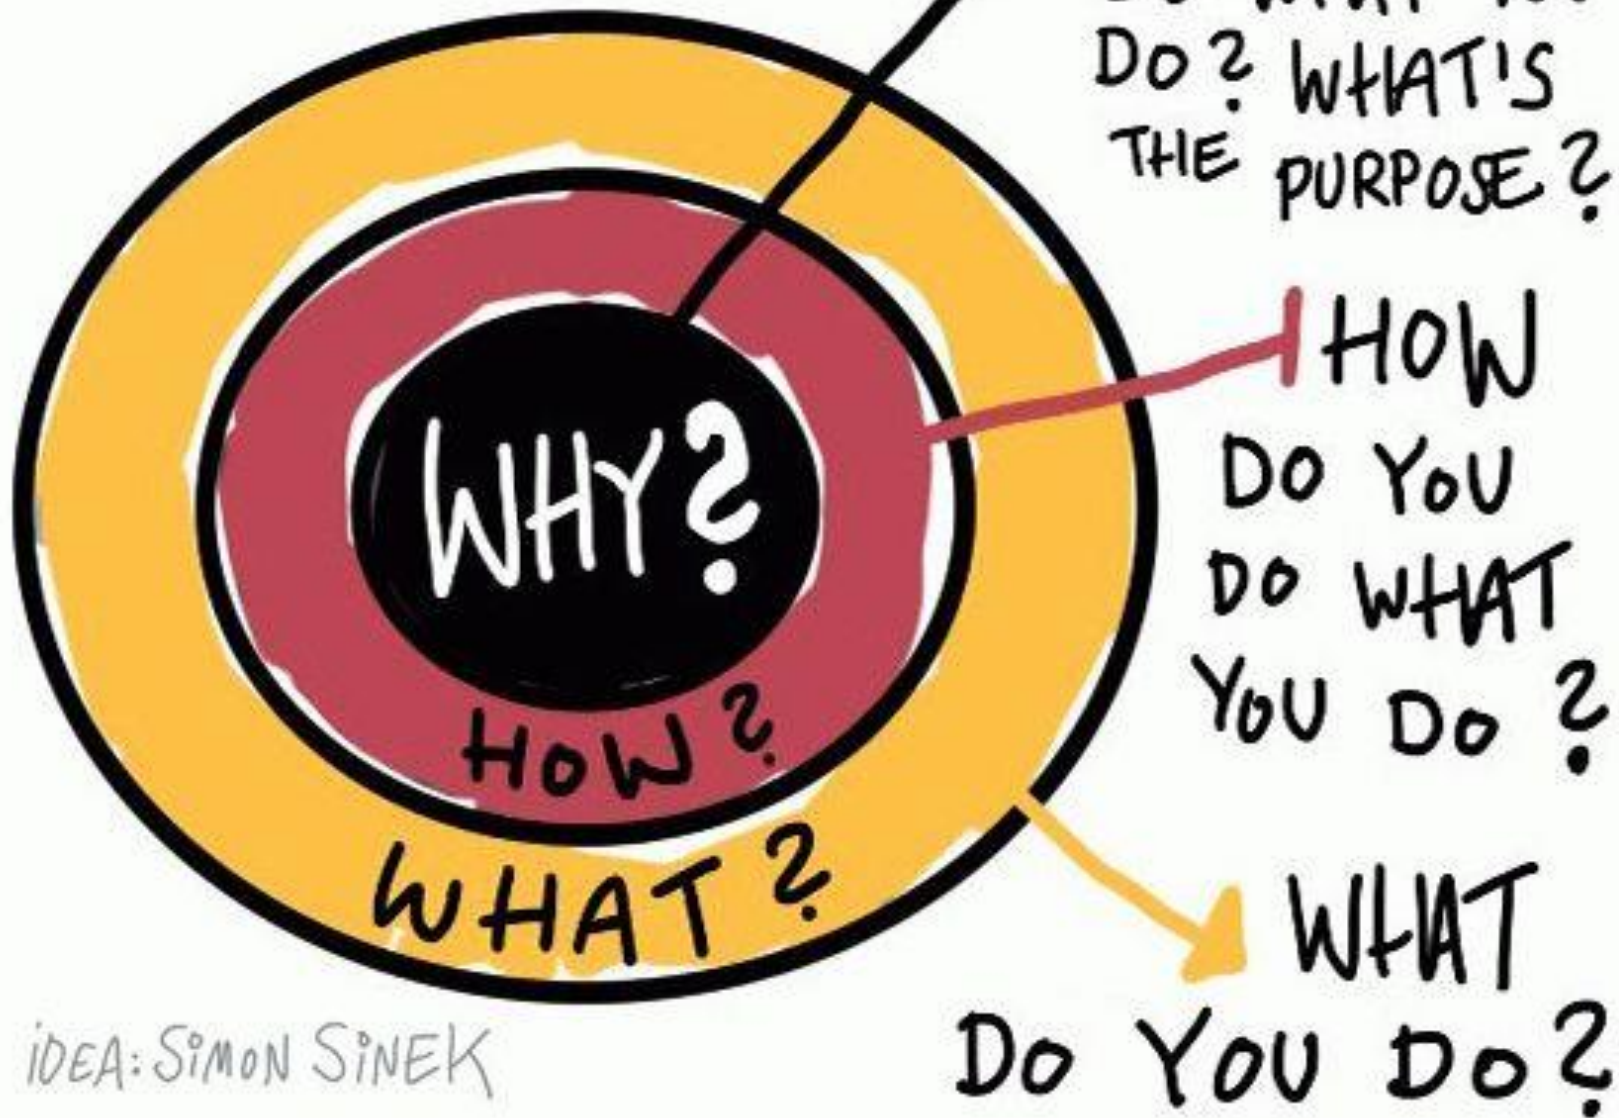 DO? WHAT'S
THE PURPOSE?
HOW
DO YOU
DO WHAT
YOU DO?
WHAT
DO YOU DO?
WHY?
HOW?
WHAT?
iDEA: SiMON SiNEK